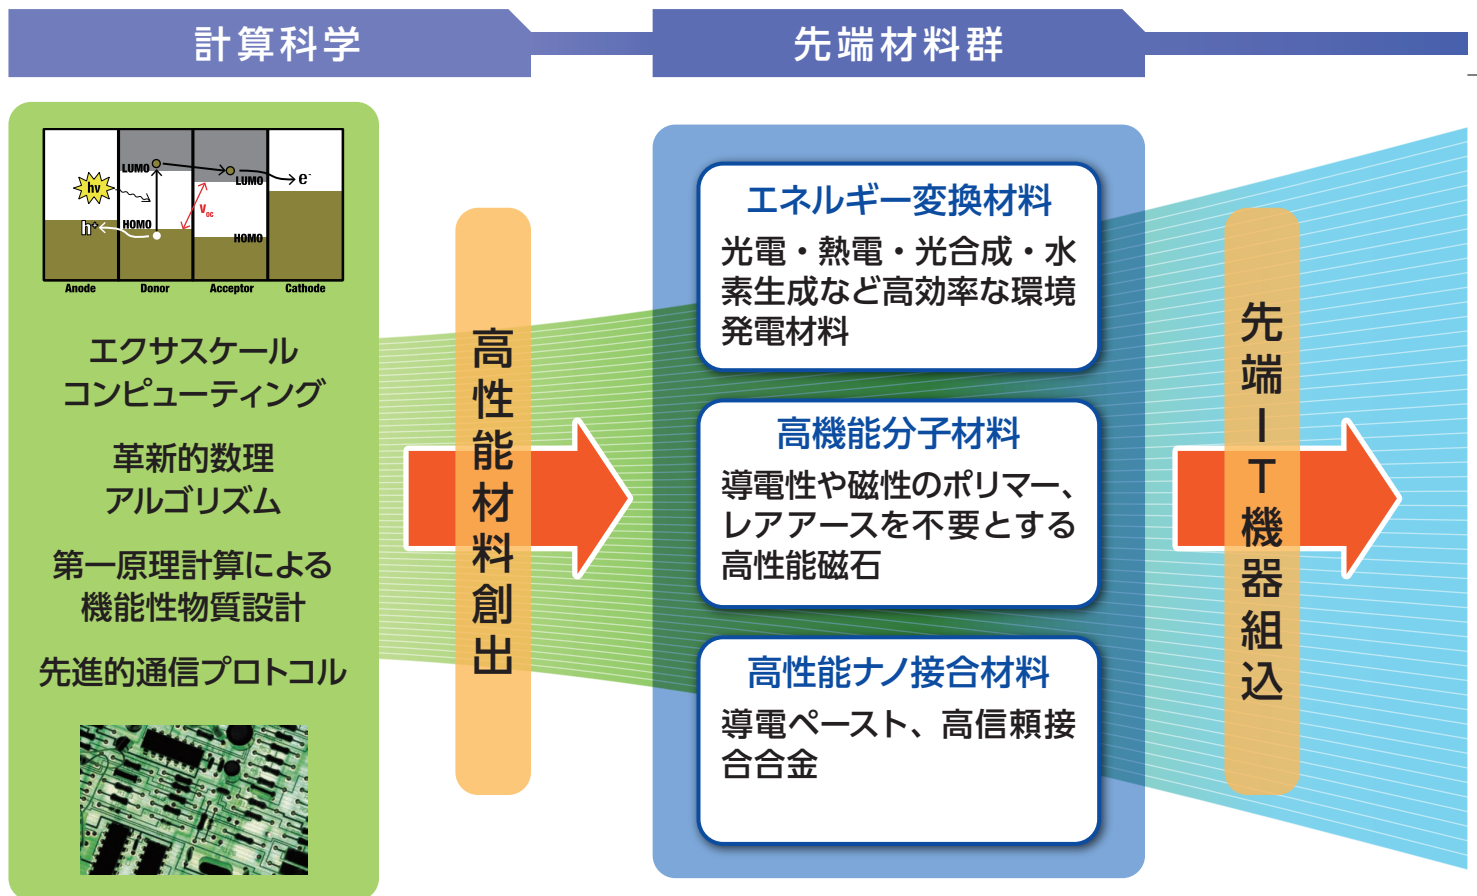 計算科学
先端材料群
LUMO
LUMO
e⁻
hν
Voc
h⁺
HOMO
HOMO
Anode
Donor
Acceptor
Cathode
エクサスケール
コンピューティング
革新的数理
アルゴリズム
第一原理計算による
機能性物質設計
先進的通信プロトコル
高性能材料創出
エネルギー変換材料
光電・熱電・光合成・水
素生成など高効率な環境
発電材料
高機能分子材料
導電性や磁性のポリマー、
レアアースを不要とする
高性能磁石
高性能ナノ接合材料
導電ペースト、高信頼接
合合金
先端IT機器組込